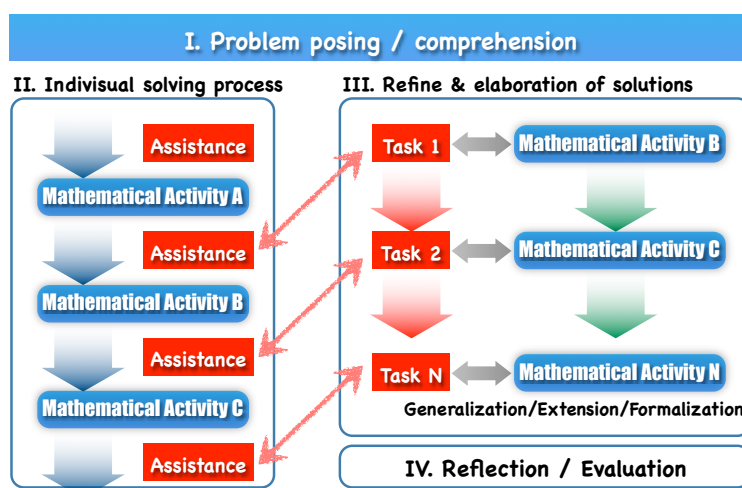 I. Problem posing / comprehension
II. Indivisual solving process
Assistance
Mathematical Activity A
Assistance
Mathematical Activity B
Assistance
Mathematical Activity C
Assistance
III. Refine & elaboration of solutions
Task 1
Mathematical Activity B
Task 2
Mathematical Activity C
Task N
Mathematical Activity N
Generalization/Extension/Formalization
IV. Reflection / Evaluation